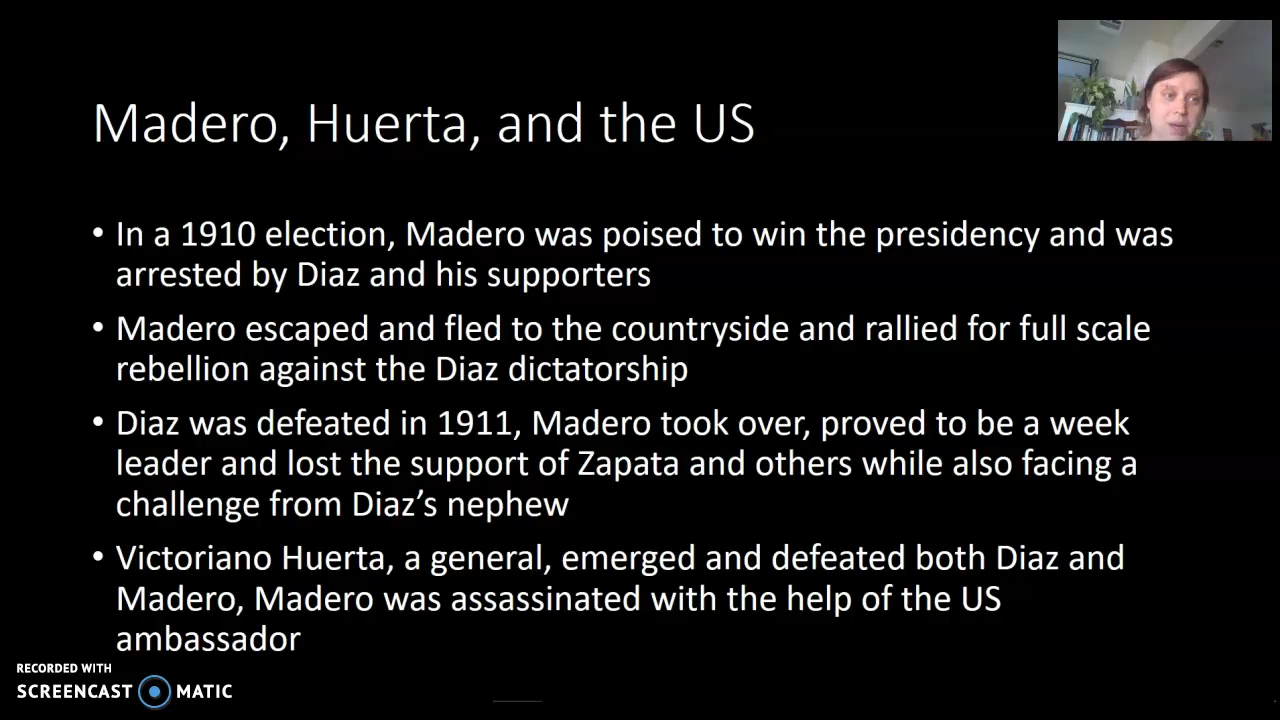 Madero, Huerta, and the US
• In a 1910 election, Madero was poised to win the presidency and was
arrested by Diaz and his supporters
• Madero escaped and fled to the countryside and rallied for full scale
rebellion against the Diaz dictatorship
• Diaz was defeated in 1911, Madero took over, proved to be a week
leader and lost the support of Zapata and others while also facing a
challenge from Diaz’s nephew
• Victoriano Huerta, a general, emerged and defeated both Diaz and
Madero, Madero was assassinated with the help of the US
ambassador
RECORDED WITH
SCREENCAST MATIC